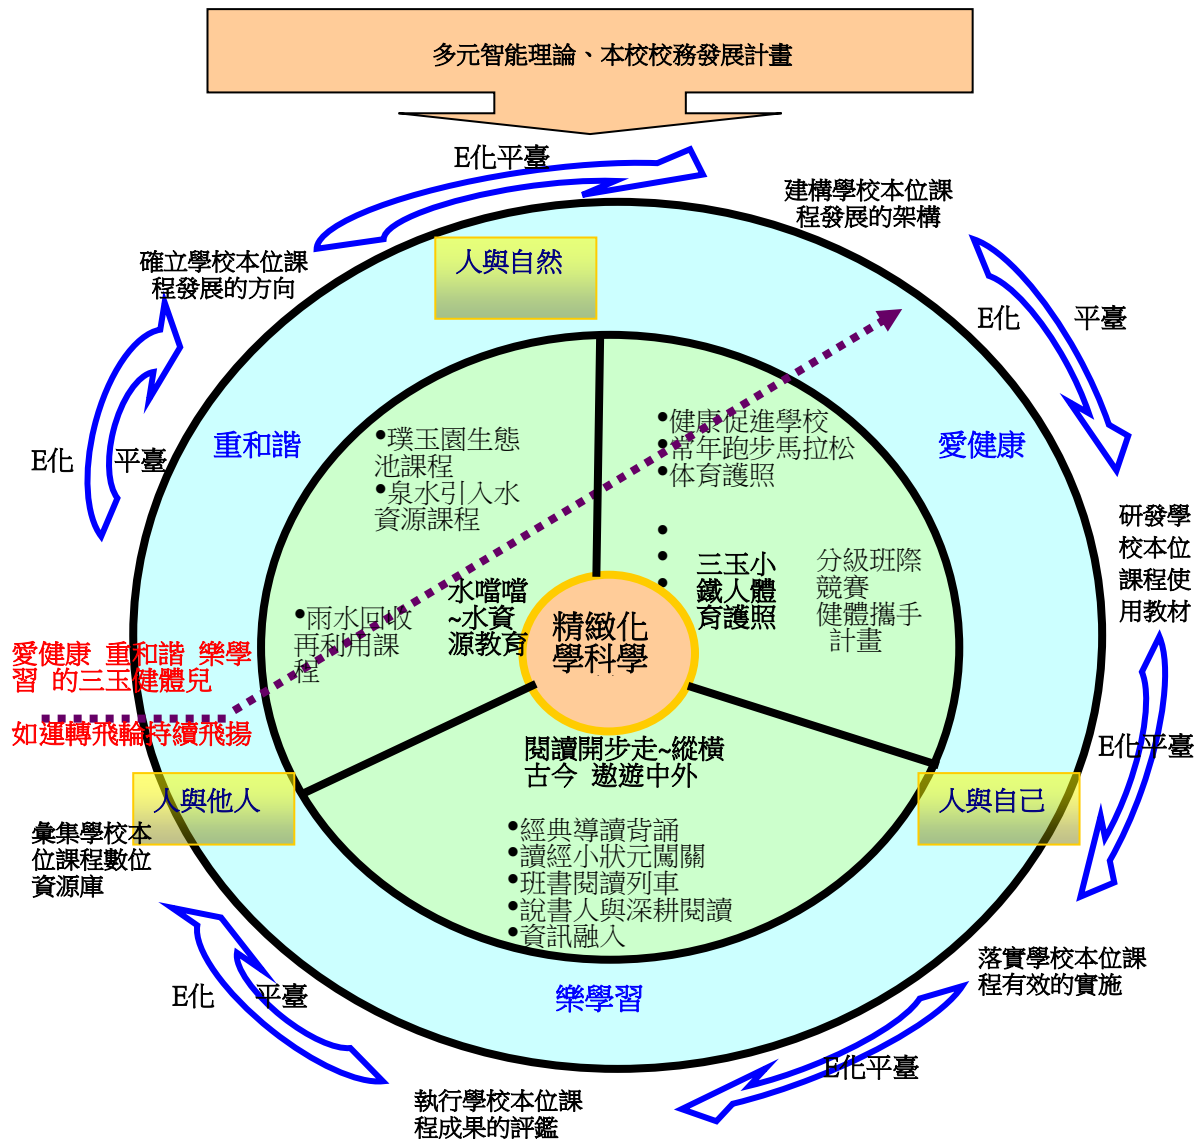 多元智能理論、本校校務發展計畫
E化平臺
建構學校本位課
程發展的架構
確立學校本位課
程發展的方向
人與自然
E化
平臺
重和諧
愛健康
E化
平臺
•璞玉園生態
池課程
•泉水引入水
資源課程
•健康促進學校
•常年跑步馬拉松
•体育護照
•
•
•
水噹噹
~水資
源教育
三玉小
鐵人體
育護照
分級班際
競賽
健體攜手
計畫
研發學
校本位
課程使
用教材
•雨水回收
再利用課
程
精緻化
學科學
愛健康 重和諧 樂學
習 的三玉健體兒
如運轉飛輪持續飛揚
閱讀開步走~縱橫
古今 遨遊中外
E化平臺
人與他人
人與自己
彙集學校本
位課程數位
資源庫
•經典導讀背誦
•讀經小狀元闖關
•班書閱讀列車
•說書人與深耕閱讀
•資訊融入
落實學校本位課
程有效的實施
E化
平臺
樂學習
E化平臺
執行學校本位課
程成果的評鑑